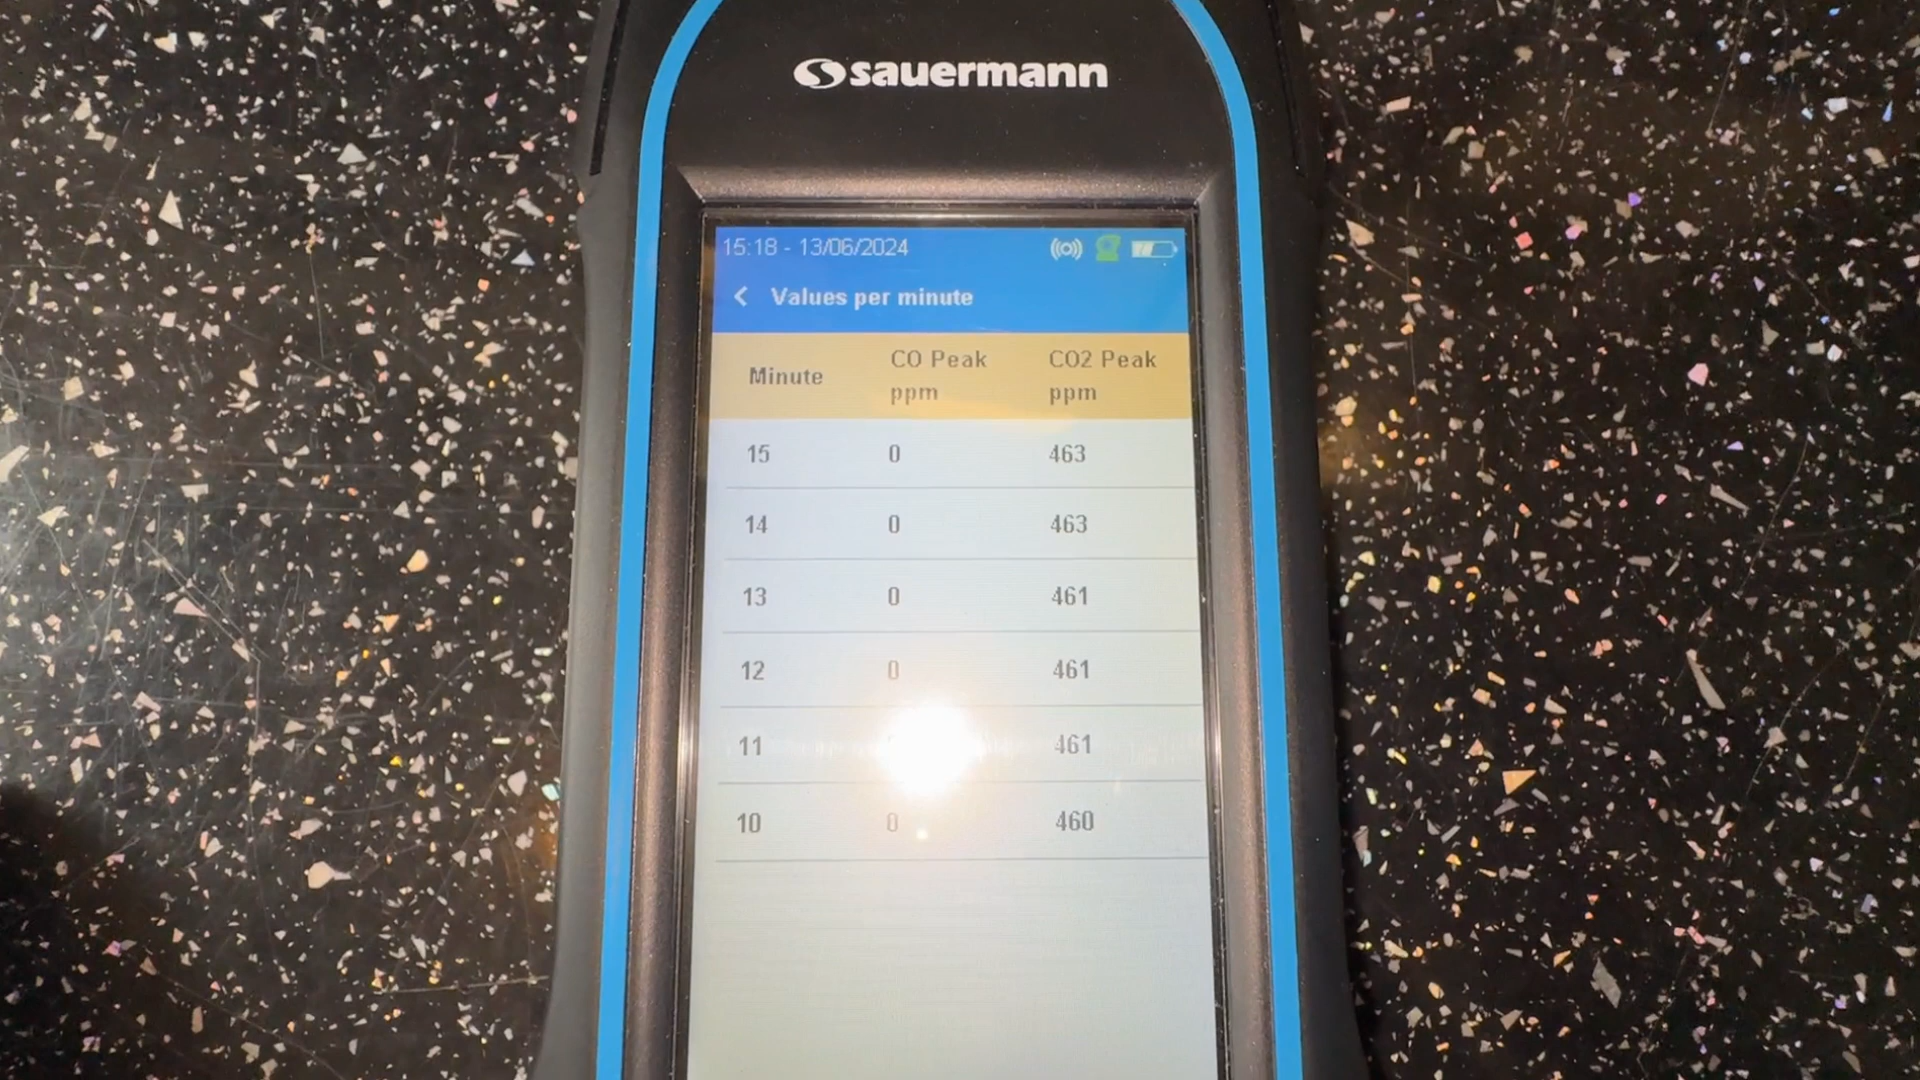 sauermann
15:18 - 13/06/2024
Values per minute
Minute CO Peak ppm CO2 Peak ppm
15 0 463
14 0 463
13 0 461
12 0 461
11 461
10 0 460